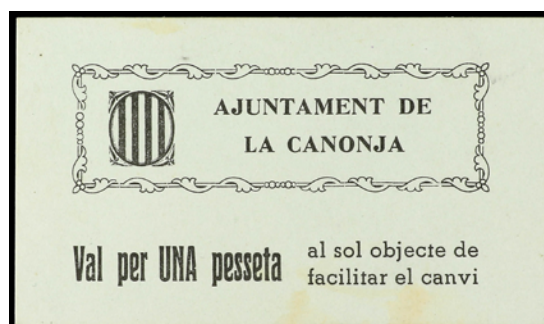 AJUNTAMENT DE
LA CANONJA
Val per UNA pesseta
al sol objecte de
facilitar el canvi